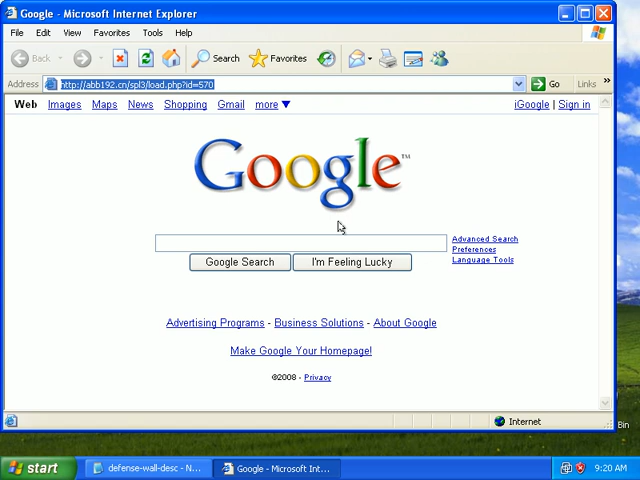 Google - Microsoft Internet Explorer
File Edit View Favorites Tools Help
Back Search Favorites
Address http://abb192.cn/spl3/load.php?id=570 Go Links »
Web Images Maps News Shopping Gmail more ▼ iGoogle | Sign in
Google™
Advanced Search
Preferences
Language Tools
Google Search I'm Feeling Lucky
Advertising Programs - Business Solutions - About Google
Make Google Your Homepage!
©2008 - Privacy
Internet
Bin
start defense-wall-desc - N... Google - Microsoft Int... 9:20 AM